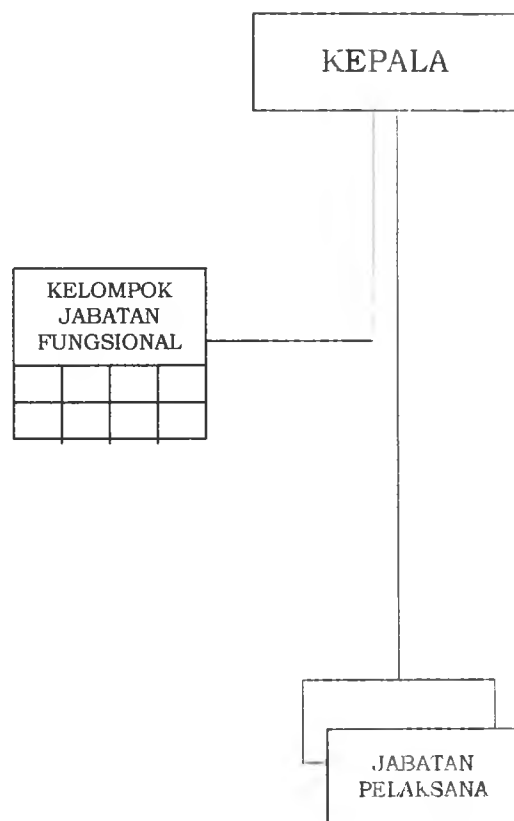 KEPALA
KELOMPOK
JABATAN
FUNGSIONAL
JABATAN
PELAKSANA